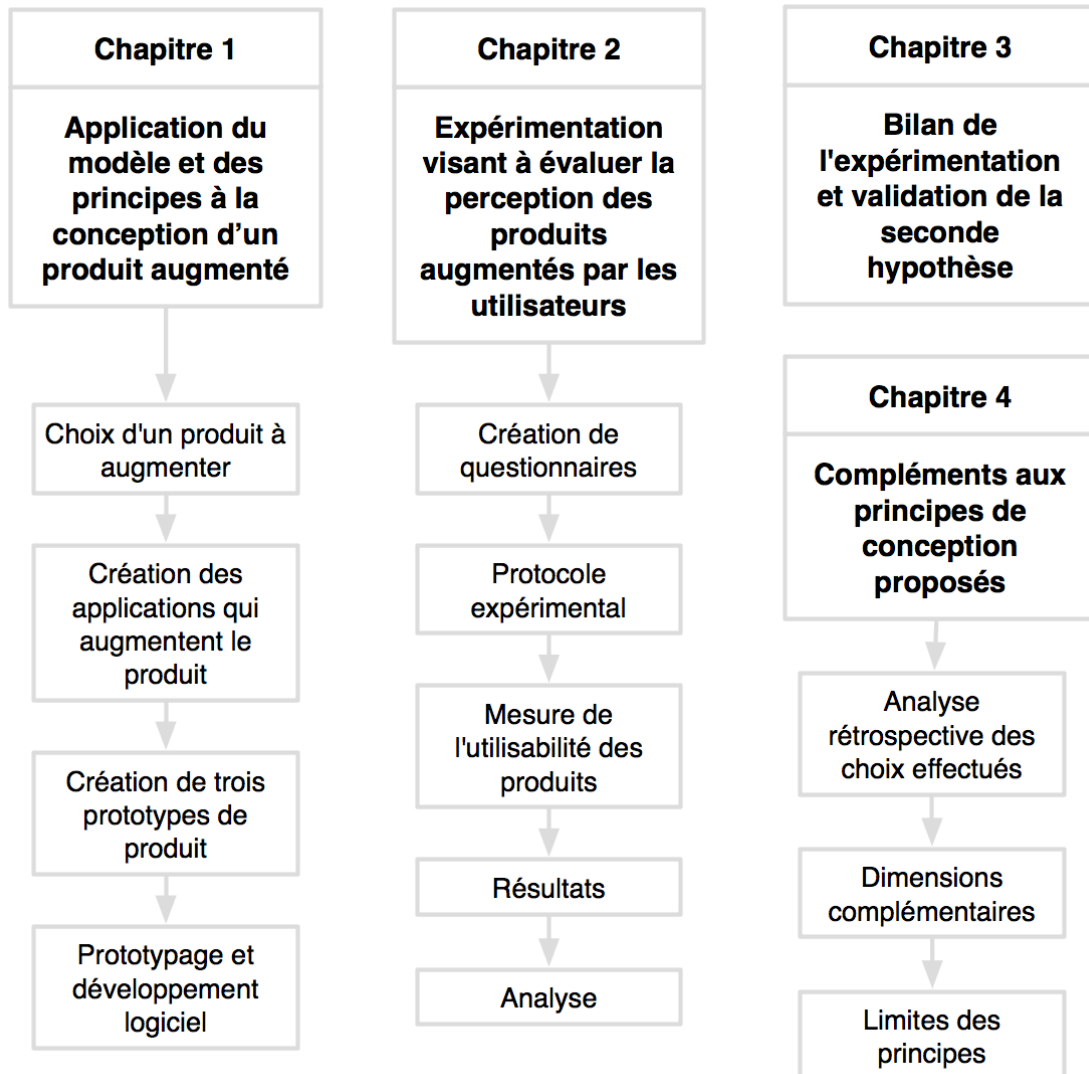 Chapitre 1
Application du
modèle et des
principes à la
conception d’un
produit augmenté
Choix d'un produit à
augmenter
Création des
applications qui
augmentent le
produit
Création de trois
prototypes de
produit
Prototypage et
développement
logiciel
Chapitre 2
Expérimentation
visant à évaluer la
perception des
produits
augmentés par les
utilisateurs
Création de
questionnaires
Protocole
expérimental
Mesure de
l'utilisabilité des
produits
Résultats
Analyse
Chapitre 3
Bilan de
l'expérimentation
et validation de la
seconde
hypothèse
Chapitre 4
Compléments aux
principes de
conception
proposés
Analyse
rétrospective des
choix effectués
Dimensions
complémentaires
Limites des
principes